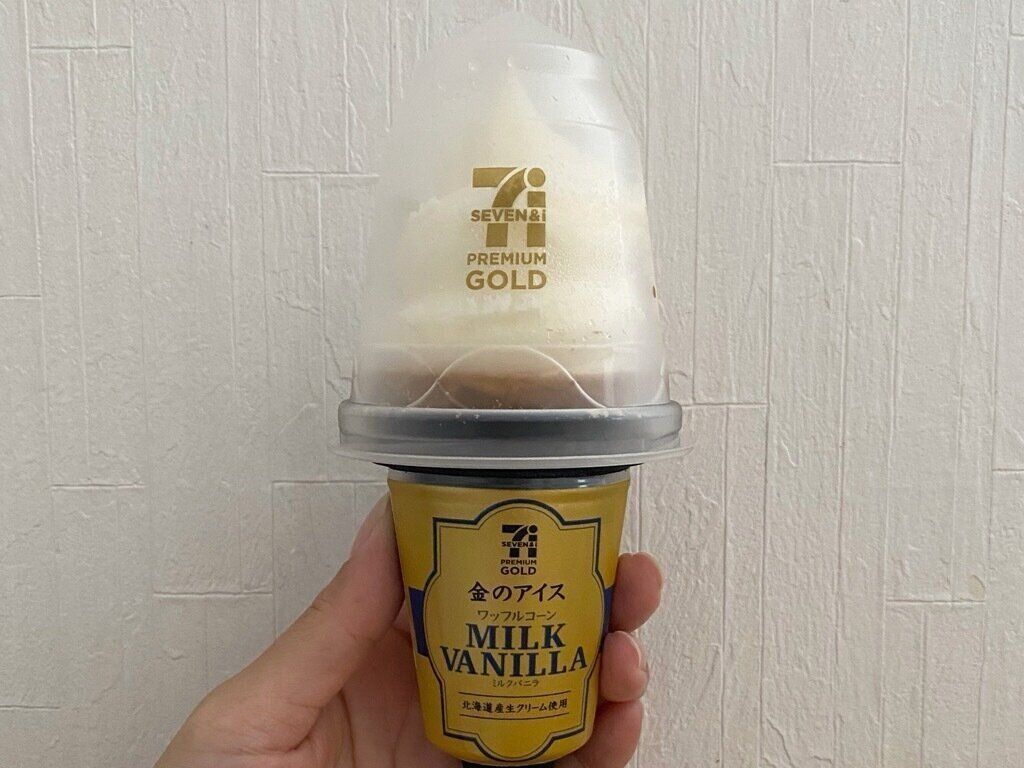 7i
SEVEN&i
PREMIUM
GOLD
7i
SEVEN&i
PREMIUM
GOLD
金のアイス
ワッフルコーン
MILK
VANILLA
ミルクバニラ
北海道産生クリーム使用